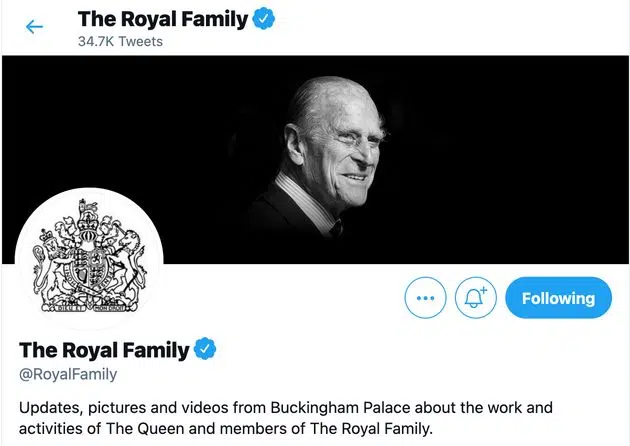 The Royal Family
34.7K Tweets
DIEU ET MON DROIT
Following
The Royal Family
@RoyalFamily
Updates, pictures and videos from Buckingham Palace about the work and
activities of The Queen and members of The Royal Family.